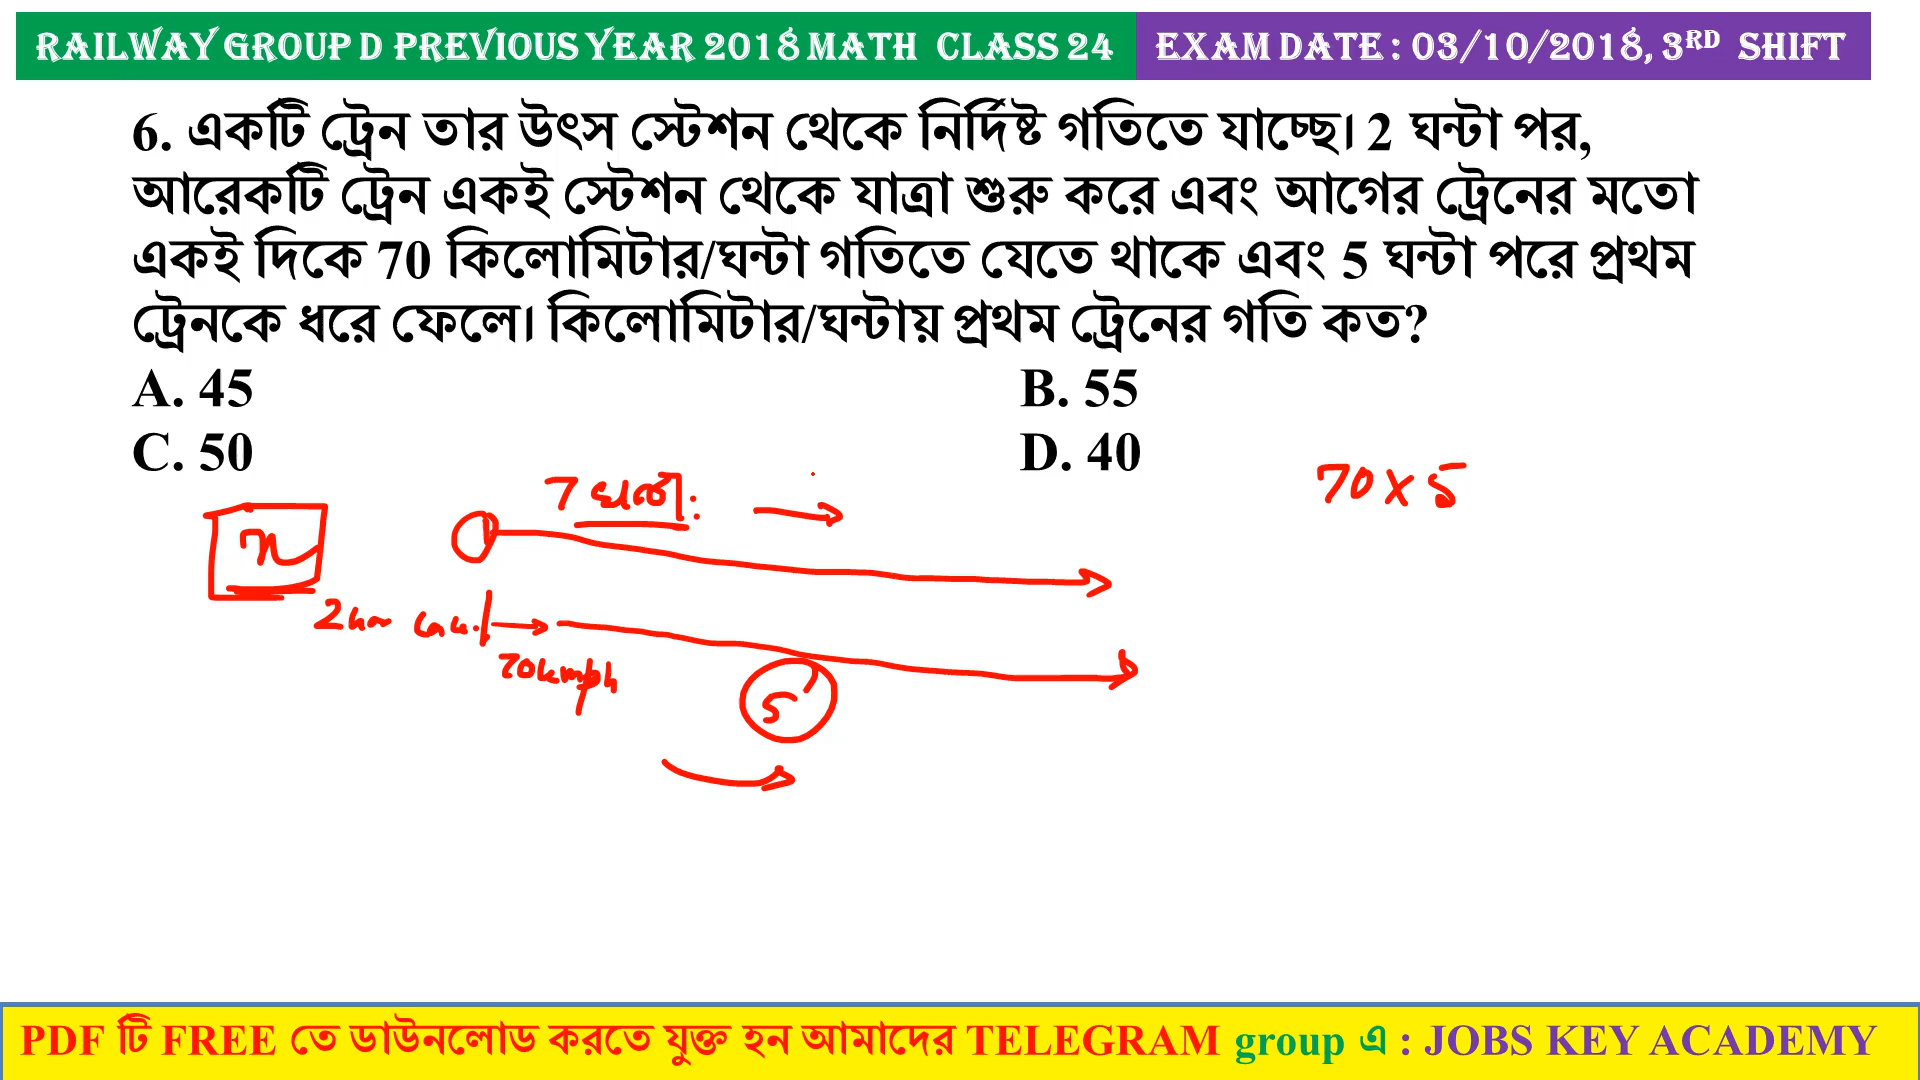 RAILWAY GROUP D PREVIOUS YEAR 2018 MATH CLASS 24 EXAM DATE : 03/10/2018, 3RD SHIFT
6. একটি ট্রেন তার উৎস স্টেশন থেকে নির্দিষ্ট গতিতে যাচ্ছে। 2 ঘন্টা পর,
আরেকটি ট্রেন একই স্টেশন থেকে যাত্রা শুরু করে এবং আগের ট্রেনের মতো
একই দিকে 70 কিলোমিটার/ঘন্টা গতিতে যেতে থাকে এবং 5 ঘন্টা পরে প্রথম
ট্রেনকে ধরে ফেলে। কিলোমিটার/ঘন্টায় প্রথম ট্রেনের গতি কত?
A. 45 B. 55
C. 50 D. 40
7 ঘন্টা: 70 x 5
x
2hr
70kmph
5
PDF টি FREE তে ডাউনলোড করতে যুক্ত হন আমাদের TELEGRAM group এ : JOBS KEY ACADEMY